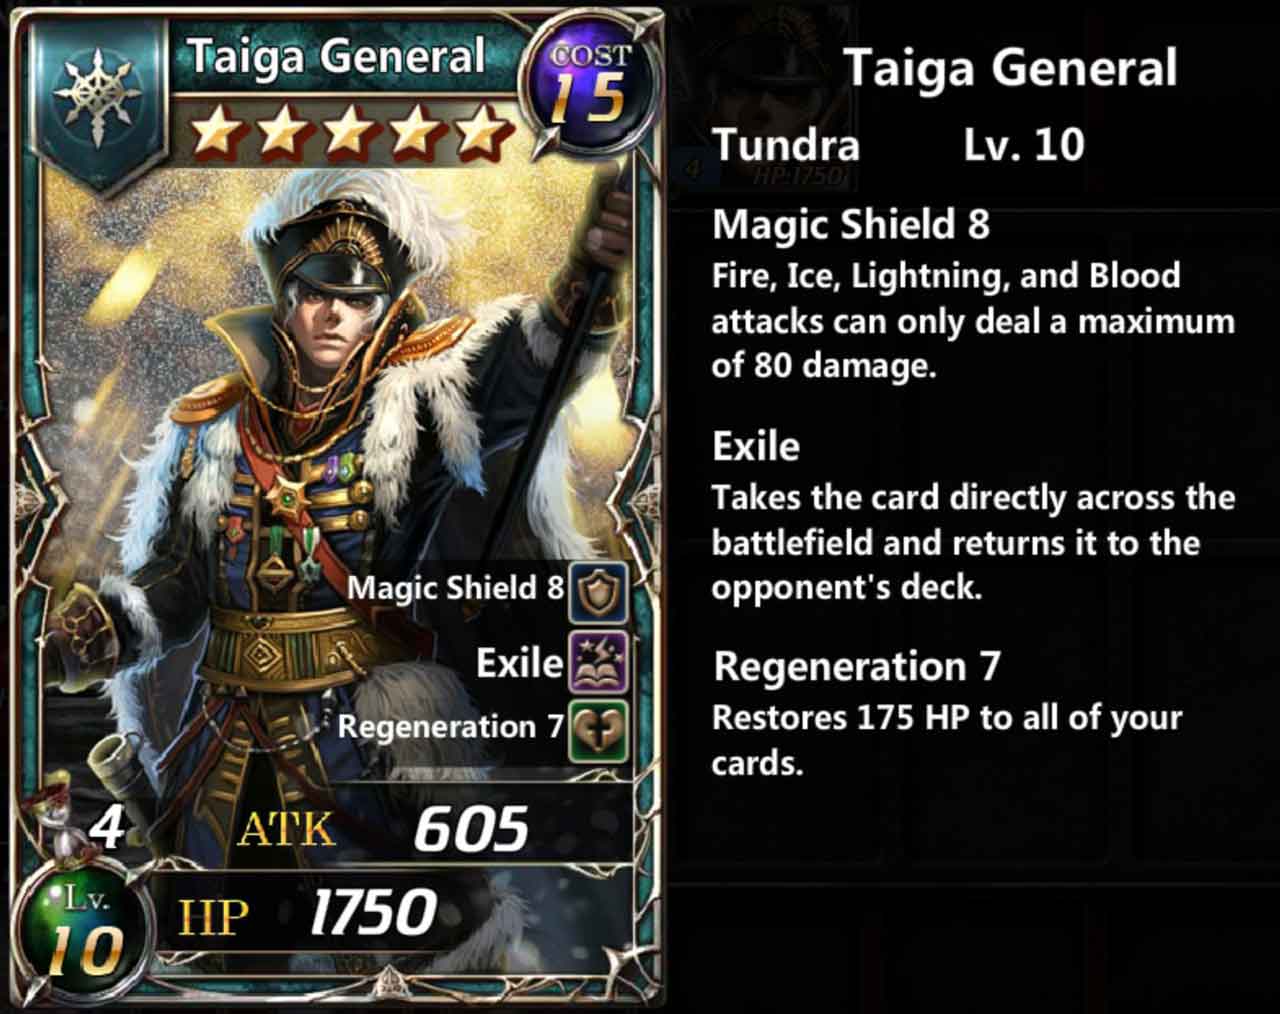 Taiga General
COST
15
Magic Shield 8
Exile
Regeneration 7
4 ATK 605
Lv.
10
HP 1750
Taiga General
Tundra Lv. 10
4 HP:1750
Magic Shield 8
Fire, Ice, Lightning, and Blood
attacks can only deal a maximum
of 80 damage.
Exile
Takes the card directly across the
battlefield and returns it to the
opponent's deck.
Regeneration 7
Restores 175 HP to all of your
cards.